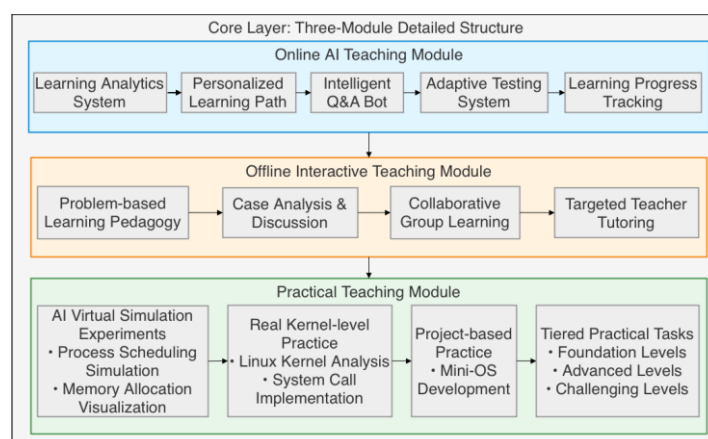 Core Layer: Three-Module Detailed Structure
Online AI Teaching Module
Learning Analytics
System
Personalized
Learning Path
Intelligent
Q&A Bot
Adaptive Testing
System
Learning Progress
Tracking
Offline Interactive Teaching Module
Problem-based
Learning Pedagogy
Case Analysis &
Discussion
Collaborative
Group Learning
Targeted Teacher
Tutoring
Practical Teaching Module
AI Virtual Simulation
Experiments
• Process Scheduling
Simulation
• Memory Allocation
Visualization
Real Kernel-level
Practice
• Linux Kernel Analysis
• System Call
Implementation
Project-based
Practice
• Mini-OS
Development
Tiered Practical Tasks
• Foundation Levels
• Advanced Levels
• Challenging Levels